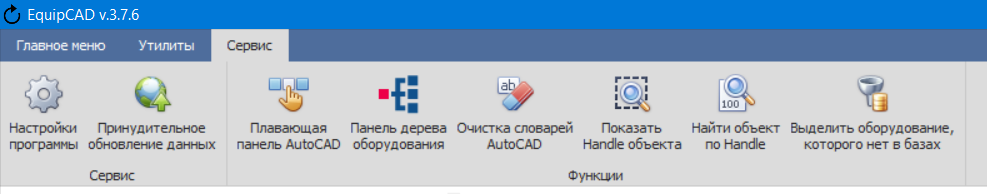 EquipCAD v.3.7.6
Главное меню Утилиты Сервис
ab
100
Настройки программы
Принудительное обновление данных
Плавающая панель AutoCAD
Панель дерева оборудования
Очистка словарей AutoCAD
Показать Handle объекта
Найти объект по Handle
Выделить оборудование, которого нет в базах
Сервис
Функции